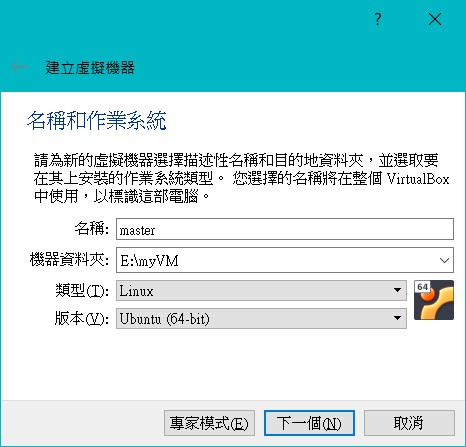 ?
建立虛擬機器
名稱和作業系統
請為新的虛擬機器選擇描述性名稱和目的地資料夾，並選取要
在其上安裝的作業系統類型。 您選擇的名稱將在整個 VirtualBox
中使用，以標識這部電腦。
名稱: master
機器資料夾: E:\myVM
類型(T): Linux
64
版本(V): Ubuntu (64-bit)
專家模式(E) 下一個(N) 取消